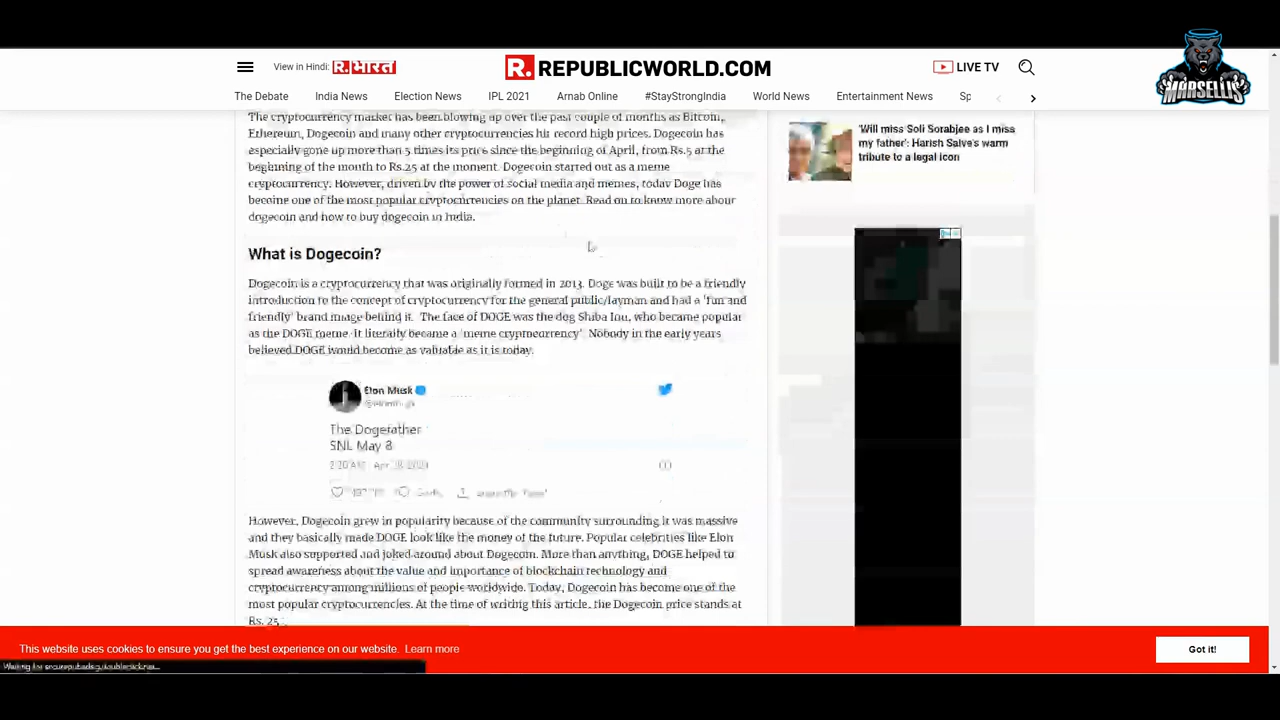 View in Hindi: R.भारत
R. REPUBLICWORLD.COM
LIVE TV
MARSELLIS
The Debate India News Election News IPL 2021 Arnab Online #StayStrongIndia World News Entertainment News Sp
The cryptocurrency market has been blowing up over the past couple of months as Bitcoin,
Ethereum, Dogecoin and many other cryptocurrencies his record high prices. Dogecoin has
especially gone up more than 5 times its price since the beginning of April, from Rs.5 at the
beginning of the month to Rs.25 at the moment. Dogecoin started out as a meme
cryptocurrency. However, driven by the power of social media and memes, today Doge has
become one of the most popular cryptocurrencies on the planet. Read on to know more about
dogecoin and how to buy dogecoin in India.
'Will miss Soli Sorabjee as I miss
my father': Harish Salve's warm
tribute to a legal icon
What is Dogecoin?
Dogecoin is a cryptocurrency that was originally formed in 2013. Doge was built to be a friendly
introduction to the concept of cryptocurrency for the general public/layman and had a 'fun and
friendly' brand image behind it. The face of DOGE was the dog Shiba Inu, who became popular
as the DOGE meme. It literally became a 'meme cryptocurrency'. Nobody in the early years
believed DOGE would become as valuable as it is today.
Elon Musk
The Dogefather
SNL May 8
However, Dogecoin grew in popularity because of the community surrounding it was massive
and they basically made DOGE look like the money of the future. Popular celebrities like Elon
Musk also supported and joked around about Dogecoin. More than anything, DOGE helped to
spread awareness about the value and importance of blockchain technology and
cryptocurrency among millions of people worldwide. Today, Dogecoin has become one of the
most popular cryptocurrencies. At the time of writing this article, the Dogecoin price stands at
Rs. 25
This website uses cookies to ensure you get the best experience on our website. Learn more
Got it!
Waiting for